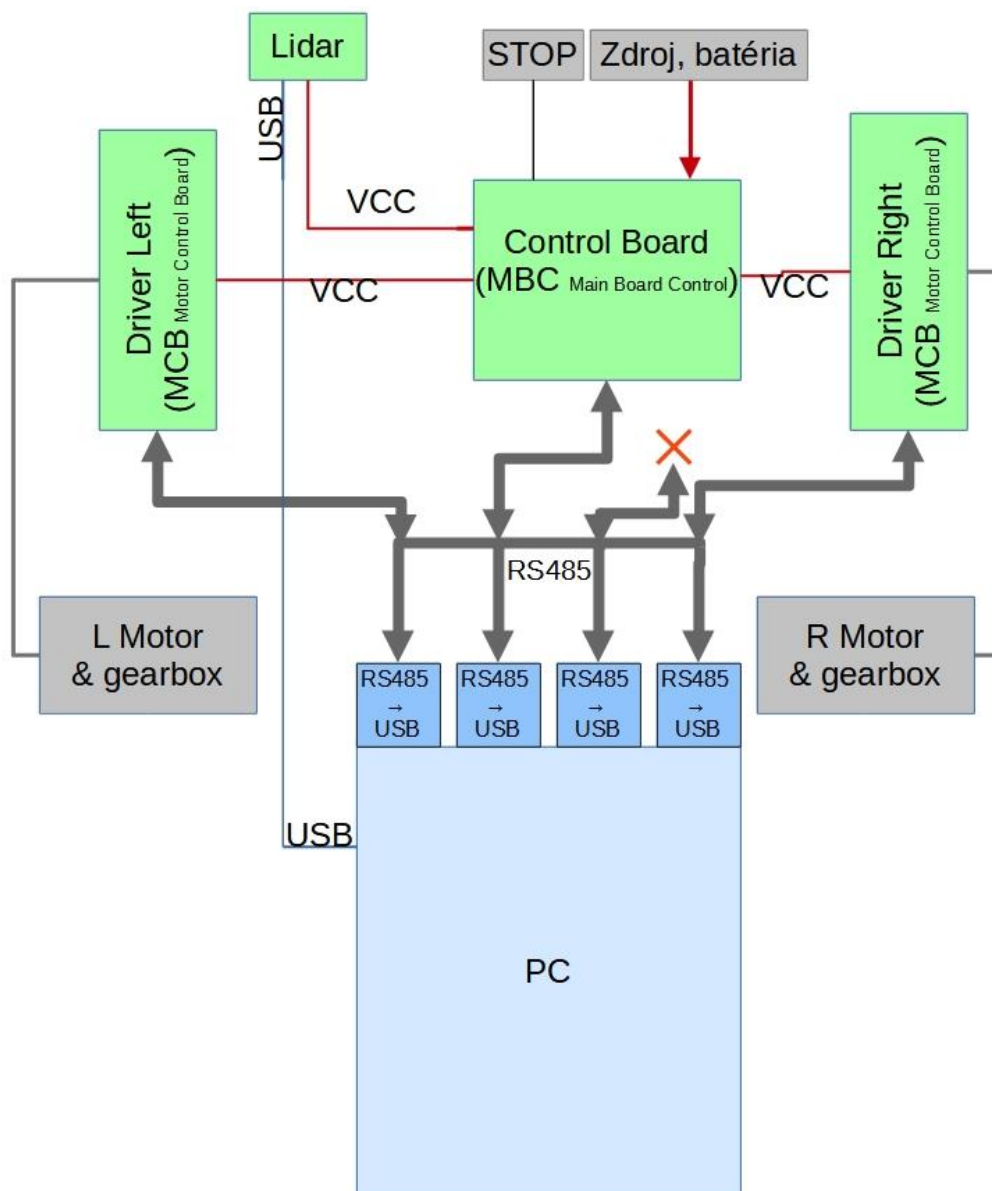 Lidar
STOP
Zdroj, batéria
USB
VCC
Driver Left
(MCB Motor Control Board)
Control Board
(MBC Main Board Control)
Driver Right
(MCB Motor Control Board)
VCC
VCC
RS485
L Motor
& gearbox
R Motor
& gearbox
RS485
→
USB
RS485
→
USB
RS485
→
USB
RS485
→
USB
USB
PC